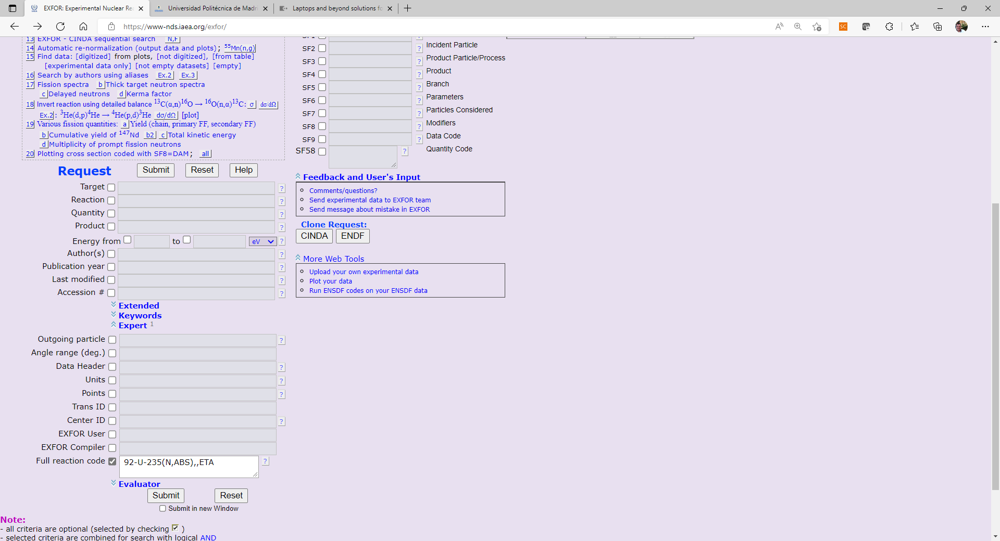 EXFOR: Experimental Nuclear Re
Universidad Politécnica de Madri
Laptops and beyond solutions fo
https://www-nds.iaea.org/exfor/
13 EXFOR - CINDA sequential search N,F
14 Automatic re-normalization (output data and plots); 55Mn(n,g)
15 Find data: [digitized] from plots, [not digitized], [from table]
[experimental data only] [not empty datasets] [empty]
16 Search by authors using aliases Ex.2 Ex.3
17 Fission spectra b Thick target neutron spectra
c Delayed neutrons d Kerma factor
18 Invert reaction using detailed balance 13C(α,n)16O → 16O(n,α)13C: σ dσ/dΩ
Ex.2: 3He(d,p)4He → 4He(p,d)3He dσ/dΩ [plot]
19 Various fission quantities: a Yield (chain, primary FF, secondary FF)
b Cumulative yield of 147Nd b2 c Total kinetic energy
d Multiplicity of prompt fission neutrons
20 Plotting cross section coded with SF8=DAM; all
Request Submit Reset Help
Target ?
Reaction ?
Quantity ?
Product ?
Energy from to eV ?
Author(s) ?
Publication year ?
Last modified ?
Accession # ?
Extended
Keywords
Expert 1
Outgoing particle ?
Angle range (deg.)
Data Header ?
Units ?
Points ?
Trans ID
Center ID ?
EXFOR User
EXFOR Compiler
Full reaction code 92-U-235(N,ABS),,ETA ?
Evaluator
Submit Reset
Submit in new Window
Note:
- all criteria are optional (selected by checking )
- selected criteria are combined for search with logical AND
SF1 ?
SF2 ? Incident Particle
SF3 ? Product Particle/Process
SF4 ? Product
SF5 ? Branch
SF6 ? Parameters
SF7 ? Particles Considered
SF8 ? Modifiers
SF9 ? Data Code
SF58 ? Quantity Code
Feedback and User's Input
Comments/questions?
Send experimental data to EXFOR team
Send message about mistake in EXFOR
Clone Request:
CINDA ENDF
More Web Tools
Upload your own experimental data
Plot your data
Run ENSDF codes on your ENSDF data